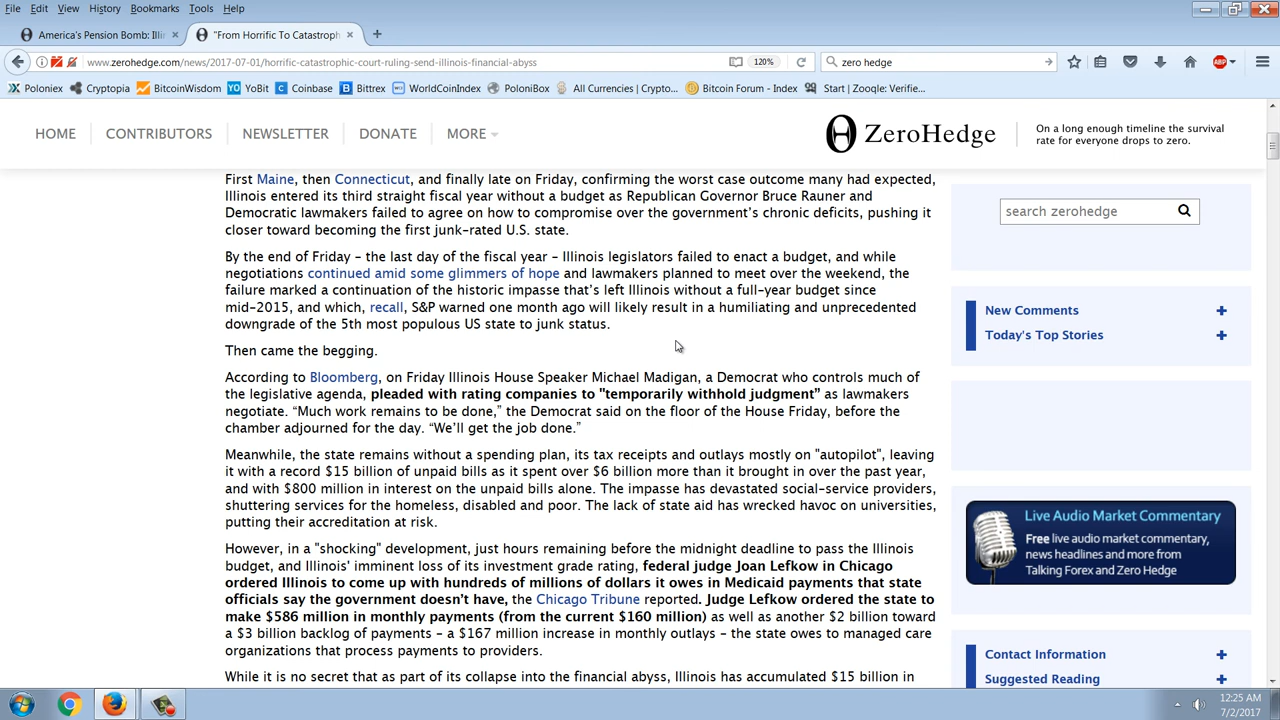 File Edit View History Bookmarks Tools Help
America's Pension Bomb: Illi ×
"From Horrific To Catastroph ×
+
www.zerohedge.com/news/2017-07-01/horrific-catastrophic-court-ruling-send-illinois-financial-abyss
120%
zero hedge
ABP
Poloniex Cryptopia BitcoinWisdom YO YoBit Coinbase B Bittrex WorldCoinIndex PoloniBox All Currencies | Crypto... Bitcoin Forum - Index Start | Zooqle: Verifie...
HOME CONTRIBUTORS NEWSLETTER DONATE MORE
ZeroHedge
On a long enough timeline the survival
rate for everyone drops to zero.
First Maine, then Connecticut, and finally late on Friday, confirming the worst case outcome many had expected,
Illinois entered its third straight fiscal year without a budget as Republican Governor Bruce Rauner and
Democratic lawmakers failed to agree on how to compromise over the government's chronic deficits, pushing it
closer toward becoming the first junk-rated U.S. state.
By the end of Friday - the last day of the fiscal year - Illinois legislators failed to enact a budget, and while
negotiations continued amid some glimmers of hope and lawmakers planned to meet over the weekend, the
failure marked a continuation of the historic impasse that's left Illinois without a full-year budget since
mid-2015, and which, recall, S&P warned one month ago will likely result in a humiliating and unprecedented
downgrade of the 5th most populous US state to junk status.
Then came the begging.
According to Bloomberg, on Friday Illinois House Speaker Michael Madigan, a Democrat who controls much of
the legislative agenda, pleaded with rating companies to "temporarily withhold judgment" as lawmakers
negotiate. “Much work remains to be done,” the Democrat said on the floor of the House Friday, before the
chamber adjourned for the day. “We'll get the job done.”
Meanwhile, the state remains without a spending plan, its tax receipts and outlays mostly on "autopilot", leaving
it with a record $15 billion of unpaid bills as it spent over $6 billion more than it brought in over the past year,
and with $800 million in interest on the unpaid bills alone. The impasse has devastated social-service providers,
shuttering services for the homeless, disabled and poor. The lack of state aid has wrecked havoc on universities,
putting their accreditation at risk.
However, in a "shocking" development, just hours remaining before the midnight deadline to pass the Illinois
budget, and Illinois' imminent loss of its investment grade rating, federal judge Joan Lefkow in Chicago
ordered Illinois to come up with hundreds of millions of dollars it owes in Medicaid payments that state
officials say the government doesn't have, the Chicago Tribune reported. Judge Lefkow ordered the state to
make $586 million in monthly payments (from the current $160 million) as well as another $2 billion toward
a $3 billion backlog of payments - a $167 million increase in monthly outlays - the state owes to managed care
organizations that process payments to providers.
While it is no secret that as part of its collapse into the financial abyss, Illinois has accumulated $15 billion in
search zerohedge
New Comments +
Today's Top Stories +
Live Audio Market Commentary
Free live audio market commentary,
news headlines and more from
Talking Forex and Zero Hedge
Contact Information +
Suggested Reading +
12:25 AM
7/2/2017